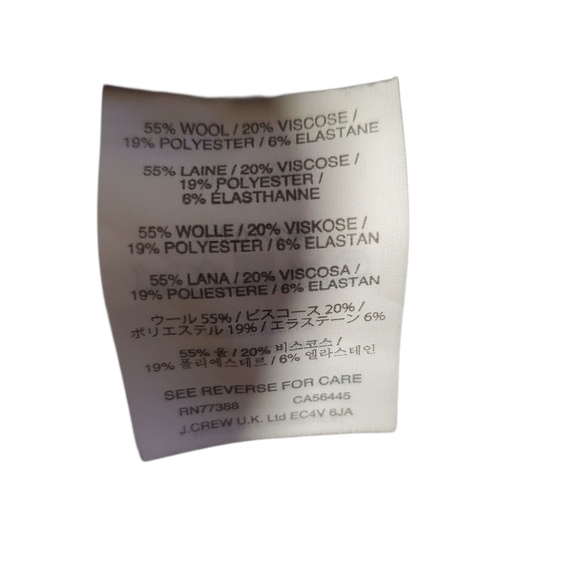 55% WOOL / 20% VISCOSE /
19% POLYESTER / 6% ELASTANE
55% LAINE / 20% VISCOSE /
19% POLYESTER /
6% ÉLASTHANNE
55% WOLLE / 20% VISKOSE /
19% POLYESTER / 6% ELASTAN
55% LANA / 20% VISCOSA /
19% POLIESTERE / 6% ELASTAN
ウール 55% / ビスコース 20% /
ポリエステル 19% / エラステーン 6%
55% 울 / 20% 비스코스 /
19% 폴리에스테르 / 6% 엘라스테인
SEE REVERSE FOR CARE
RN77388 CA56445
J.CREW U.K. Ltd EC4V 6JA